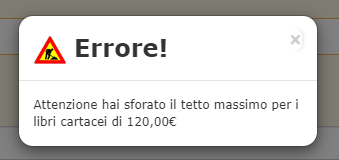 Errore!
×
Attenzione hai sforato il tetto massimo per i
libri cartacei di 120,00€